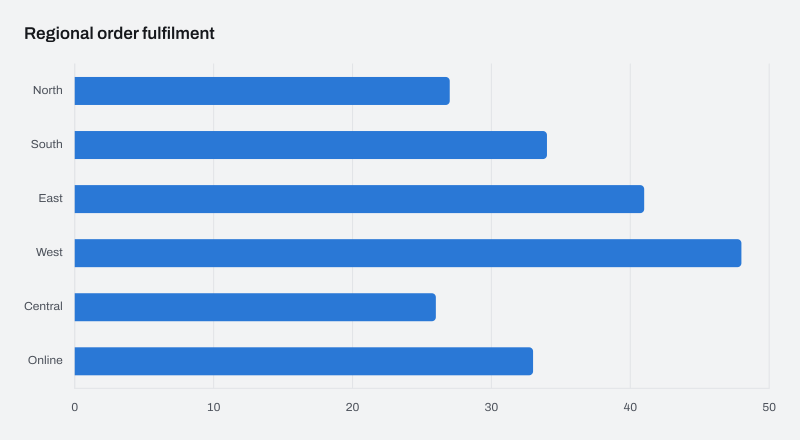 Regional order fulfilment
North
South
East
West
Central
Online
0 10 20 30 40 50